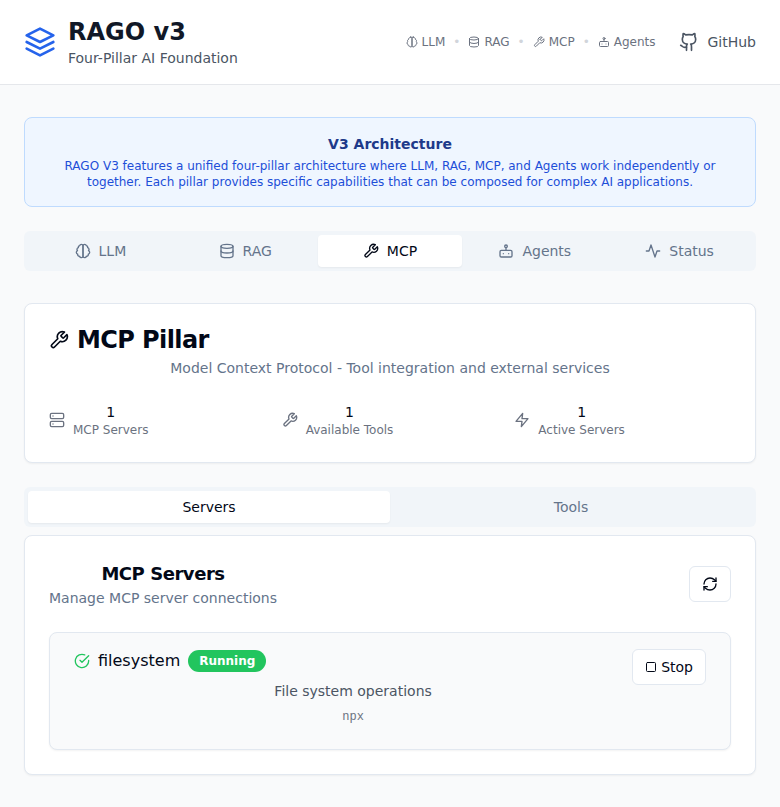 RAGO v3
Four-Pillar AI Foundation
LLM • RAG • MCP • Agents
GitHub
V3 Architecture
RAGO V3 features a unified four-pillar architecture where LLM, RAG, MCP, and Agents work independently or
together. Each pillar provides specific capabilities that can be composed for complex AI applications.
LLM RAG MCP Agents Status
MCP Pillar
Model Context Protocol - Tool integration and external services
1 1 1
MCP Servers Available Tools Active Servers
Servers Tools
MCP Servers
Manage MCP server connections
filesystem Running Stop
File system operations
npx